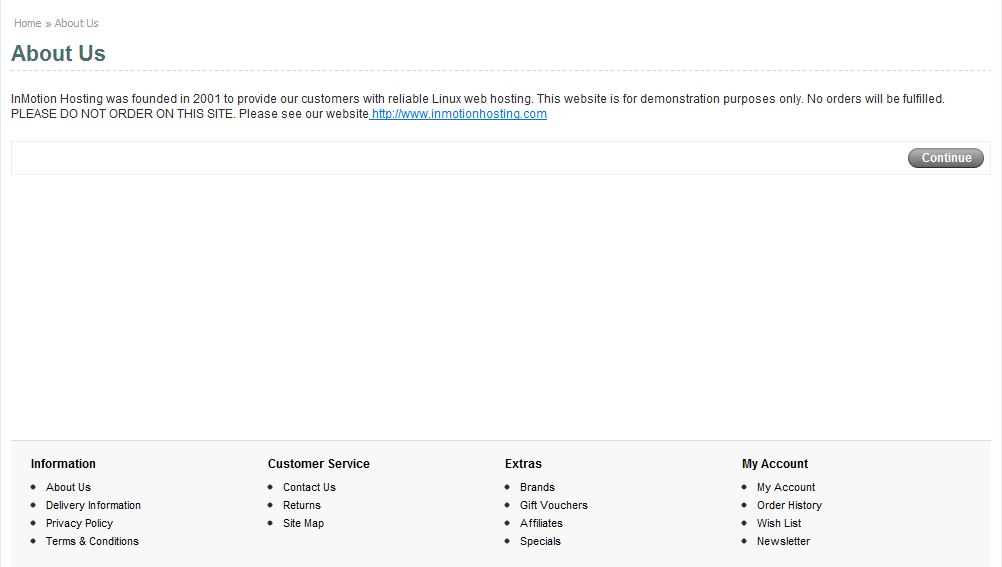 Home » About Us
About Us
InMotion Hosting was founded in 2001 to provide our customers with reliable Linux web hosting. This website is for demonstration purposes only. No orders will be fulfilled.
PLEASE DO NOT ORDER ON THIS SITE. Please see our website http://www.inmotionhosting.com
Continue
Information
About Us
Delivery Information
Privacy Policy
Terms & Conditions
Customer Service
Contact Us
Returns
Site Map
Extras
Brands
Gift Vouchers
Affiliates
Specials
My Account
My Account
Order History
Wish List
Newsletter